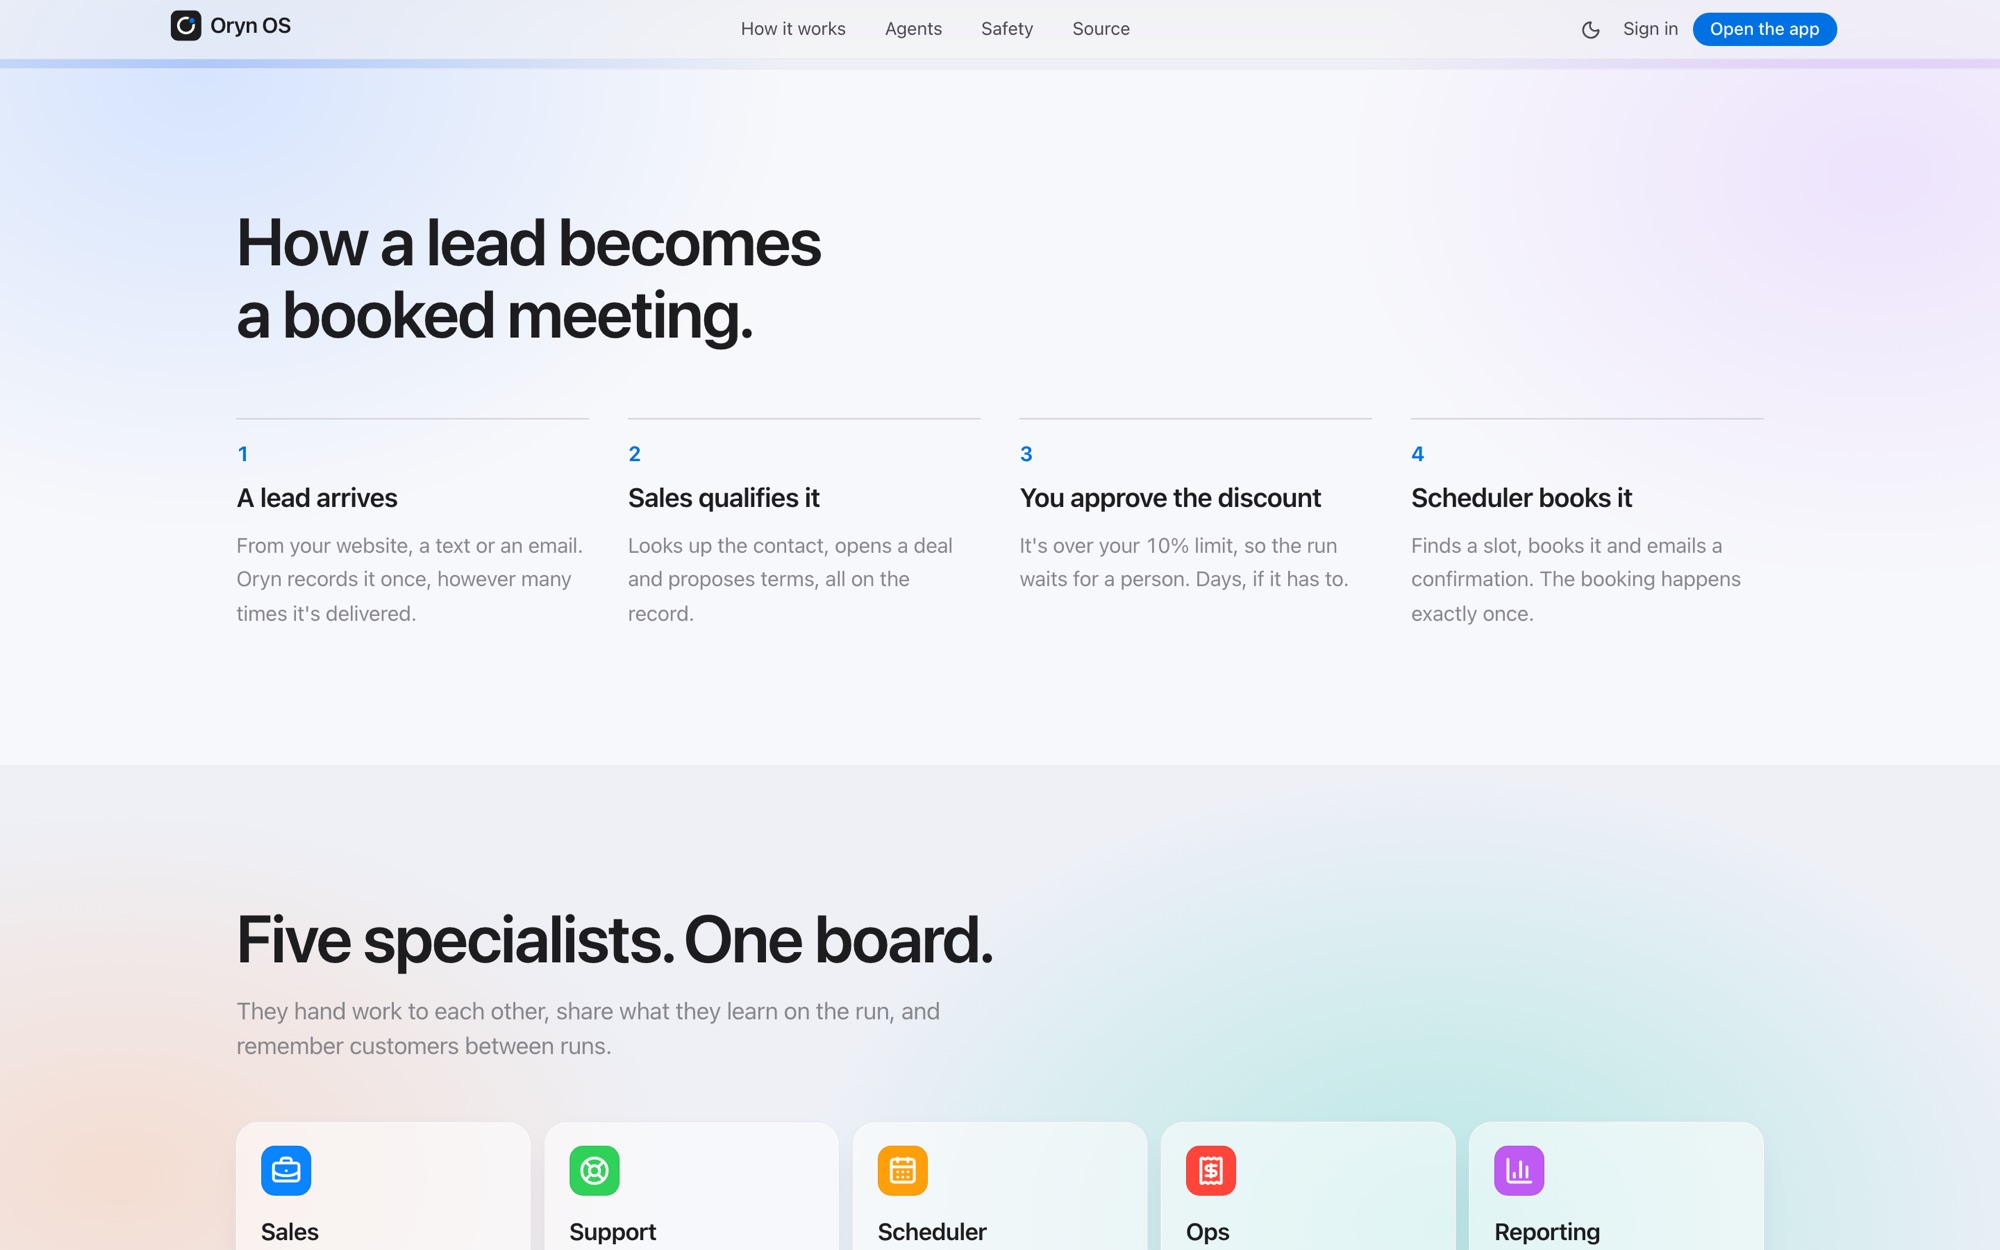 Oryn OS
How it works
Agents
Safety
Source
Sign in
Open the app
How a lead becomes
a booked meeting.
1
A lead arrives
From your website, a text or an email.
Oryn records it once, however many
times it's delivered.
2
Sales qualifies it
Looks up the contact, opens a deal
and proposes terms, all on the
record.
3
You approve the discount
It's over your 10% limit, so the run
waits for a person. Days, if it has to.
4
Scheduler books it
Finds a slot, books it and emails a
confirmation. The booking happens
exactly once.
Five specialists. One board.
They hand work to each other, share what they learn on the run, and
remember customers between runs.
Sales
Support
Scheduler
Ops
Reporting